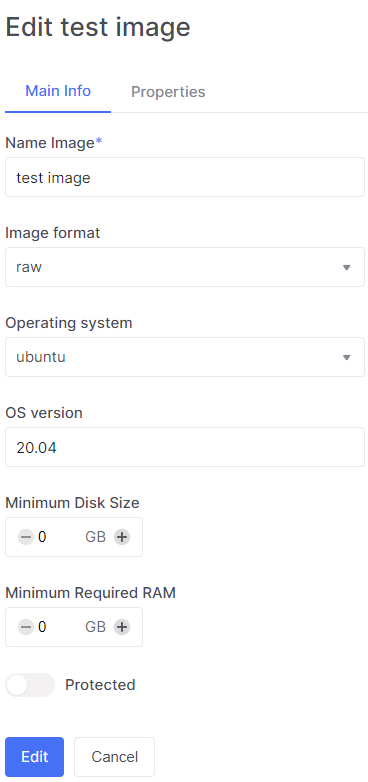 Edit test image
Main Info Properties
Name Image*
test image
Image format
raw
Operating system
ubuntu
OS version
20.04
Minimum Disk Size
0 GB
Minimum Required RAM
0 GB
Protected
Edit Cancel